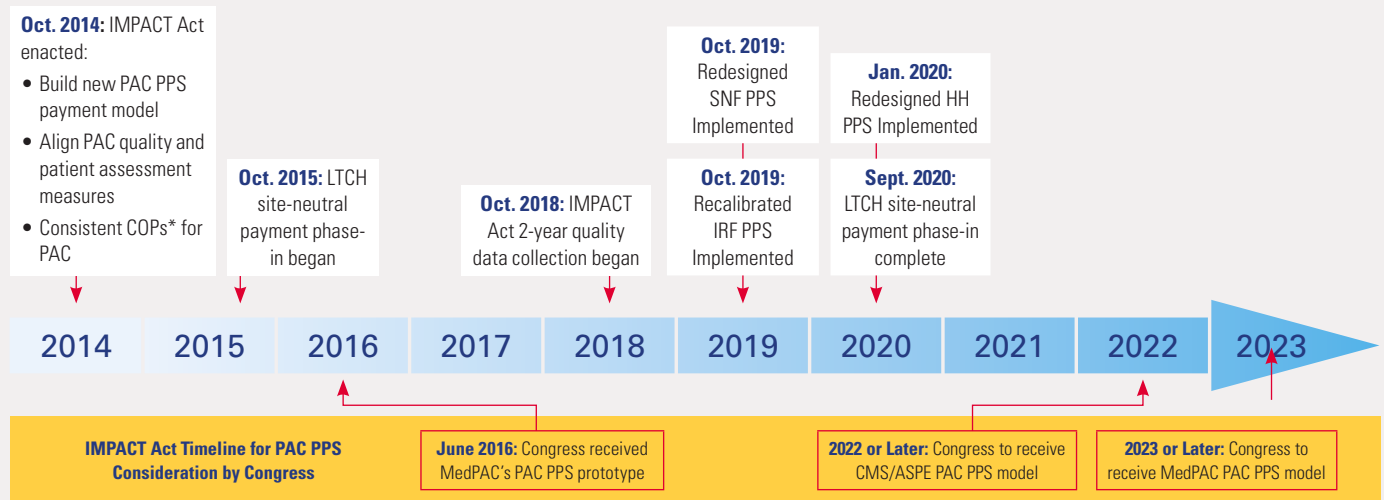 Oct. 2014: IMPACT Act
enacted:
• Build new PAC PPS
payment model
• Align PAC quality and
patient assessment
measures
• Consistent COPs* for
PAC
Oct. 2015: LTCH
site-neutral
payment phase-
in began
Oct. 2018: IMPACT
Act 2-year quality
data collection began
Oct. 2019:
Redesigned
SNF PPS
Implemented
Oct. 2019:
Recalibrated
IRF PPS
Implemented
Jan. 2020:
Redesigned HH
PPS Implemented
Sept. 2020:
LTCH site-neutral
payment phase-in
complete
2014
2015
2016
2017
2018
2019
2020
2021
2022
2023
IMPACT Act Timeline for PAC PPS
Consideration by Congress
June 2016: Congress received
MedPAC's PAC PPS prototype
2022 or Later: Congress to receive
CMS/ASPE PAC PPS model
2023 or Later: Congress to
receive MedPAC PAC PPS model